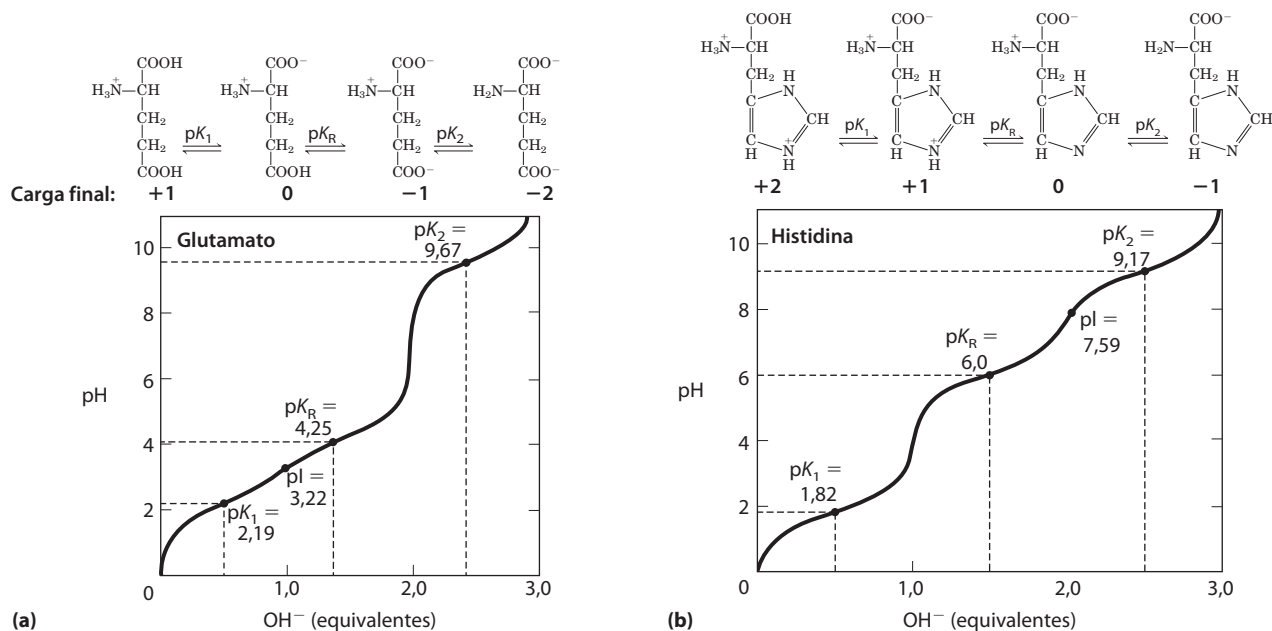 COOH
H₃N⁺—CH
CH₂
CH₂
COOH
pK₁
COO⁻
H₃N⁺—CH
CH₂
CH₂
COOH
pKR
COO⁻
H₃N⁺—CH
CH₂
CH₂
COO⁻
pK₂
COO⁻
H₂N—CH
CH₂
CH₂
COO⁻
Carga final: +1 0 −1 −2
Glutamato
pK₂ =
9,67
pKR =
4,25
pI =
3,22
pK₁ =
2,19
pH
10
8
6
4
2
0
1,0 2,0 3,0
OH⁻ (equivalentes)
(a)
COOH
H₃N⁺—CH
CH₂
H
N
CH
C
H
N⁺
H
pK₁
COO⁻
H₃N⁺—CH
CH₂
H
N
CH
C
H
N⁺
H
pKR
COO⁻
H₃N⁺—CH
CH₂
H
N
CH
C
H
N
pK₂
COO⁻
H₂N—CH
CH₂
H
N
CH
C
H
N
+2 +1 0 −1
Histidina
pK₂ =
9,17
pI =
7,59
pKR =
6,0
pK₁ =
1,82
pH
10
8
6
4
2
0
1,0 2,0 3,0
OH⁻ (equivalentes)
(b)